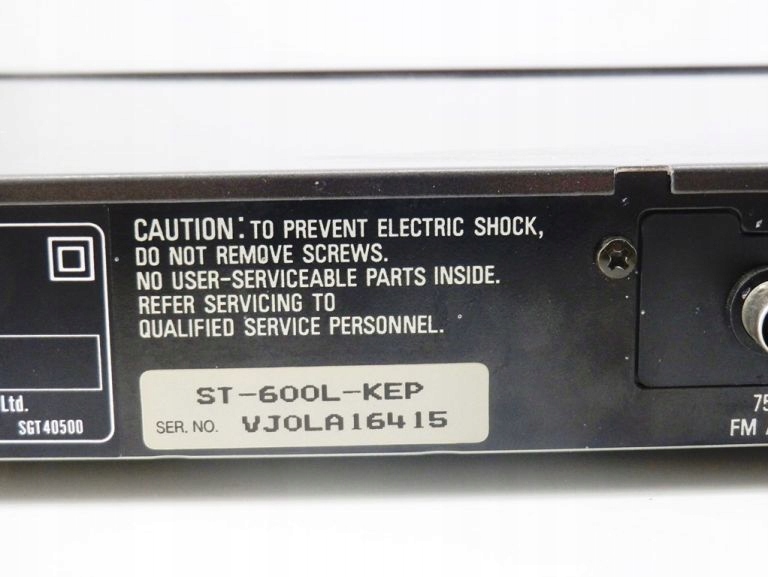 CAUTION: TO PREVENT ELECTRIC SHOCK,
DO NOT REMOVE SCREWS.
NO USER-SERVICEABLE PARTS INSIDE.
REFER SERVICING TO
QUALIFIED SERVICE PERSONNEL.
ST-600L-KEP
SER. NO. VJ0LA16415
Ltd.
SGT40500
75
FM